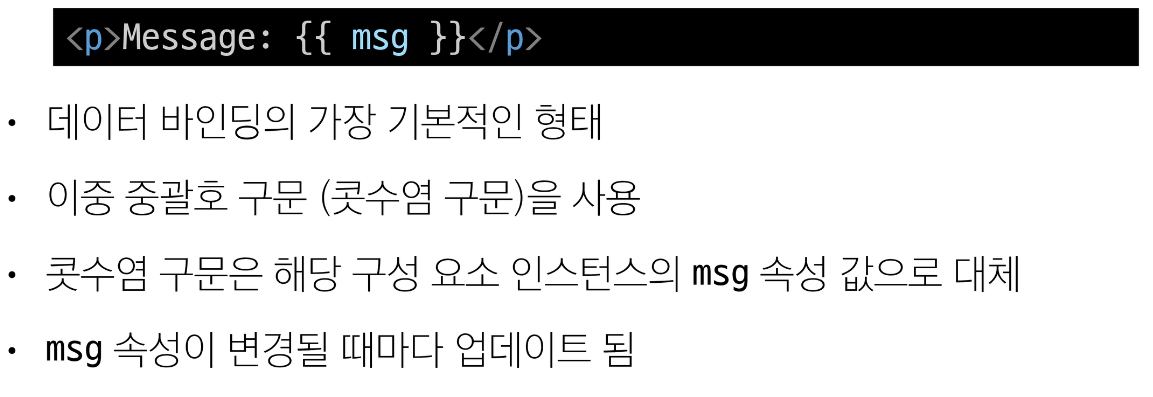 <p>Message: {{ msg }}</p>
• 데이터 바인딩의 가장 기본적인 형태
• 이중 중괄호 구문 (콧수염 구문)을 사용
• 콧수염 구문은 해당 구성 요소 인스턴스의 msg 속성 값으로 대체
• msg 속성이 변경될 때마다 업데이트 됨